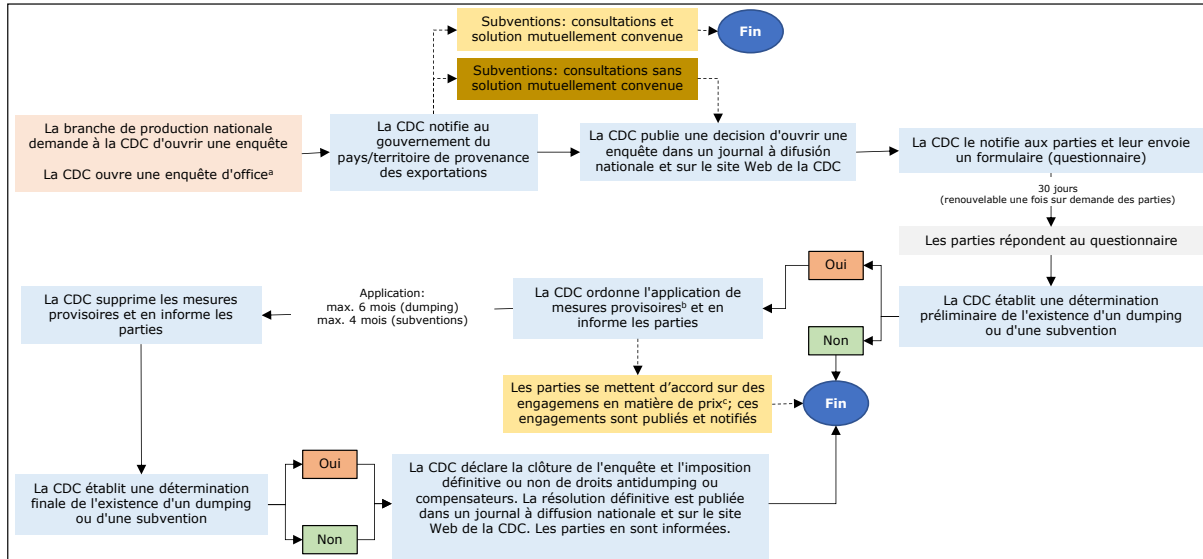 Subventions: consultations et
solution mutuellement convenue
Fin
Subventions: consultations sans
solution mutuellement convenue
La branche de production nationale
demande à la CDC d'ouvrir une enquête
La CDC ouvre une enquête d'officeᵃ
La CDC notifie au
gouvernement du
pays/territoire de provenance
des exportations
La CDC publie une decision d'ouvrir une
enquête dans un journal à difusión
nationale et sur le site Web de la CDC
La CDC le notifie aux parties et leur envoie
un formulaire (questionnaire)
30 jours
(renouvelable une fois sur demande des parties)
Les parties répondent au questionnaire
La CDC établit une détermination
préliminaire de l'existence d'un dumping
ou d'une subvention
Oui
Non
La CDC ordonne l'application de
mesures provisoiresᵇ et en
informe les parties
Application:
max. 6 mois (dumping)
max. 4 mois (subventions)
La CDC supprime les mesures
provisoires et en informe les
parties
Les parties se mettent d’accord sur des
engagemens en matière de prixᶜ; ces
engagements sont publiés et notifiés
Fin
La CDC établit une détermination
finale de l'existence d'un dumping
ou d'une subvention
Oui
Non
La CDC déclare la clôture de l'enquête et l'imposition
définitive ou non de droits antidumping ou
compensateurs. La résolution définitive est publiée
dans un journal à diffusion nationale et sur le site
Web de la CDC. Les parties en sont informées.